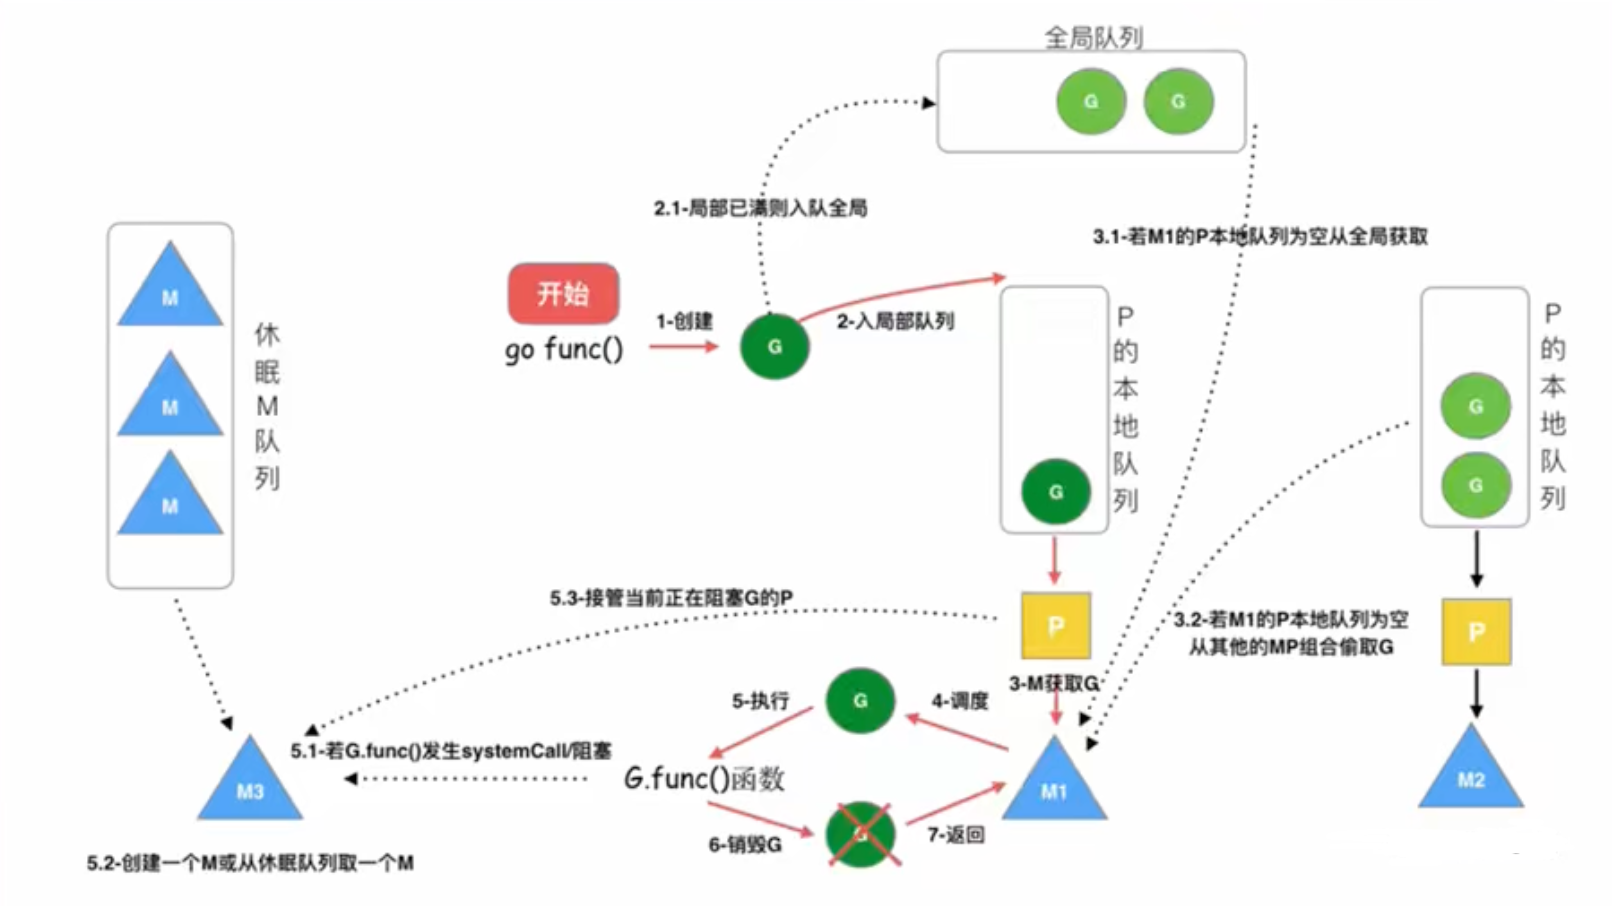 全局队列
G
G
2.1-局部已满则入队全局
3.1-若M1的P本地队列为空从全局获取
M
M
M
休眠M队列
开始
go func()
1-创建
G
2-入局部队列
P的本地队列
G
P的本地队列
G
G
5.3-接管当前正在阻塞G的P
P
3.2-若M1的P本地队列为空
从其他的MP组合偷取G
P
3-M获取G
5-执行
G
4-调度
5.1-若G.func()发生systemCall/阻塞
G.func()函数
M3
M1
M2
6-销毁G
G
7-返回
5.2-创建一个M或从休眠队列取一个M